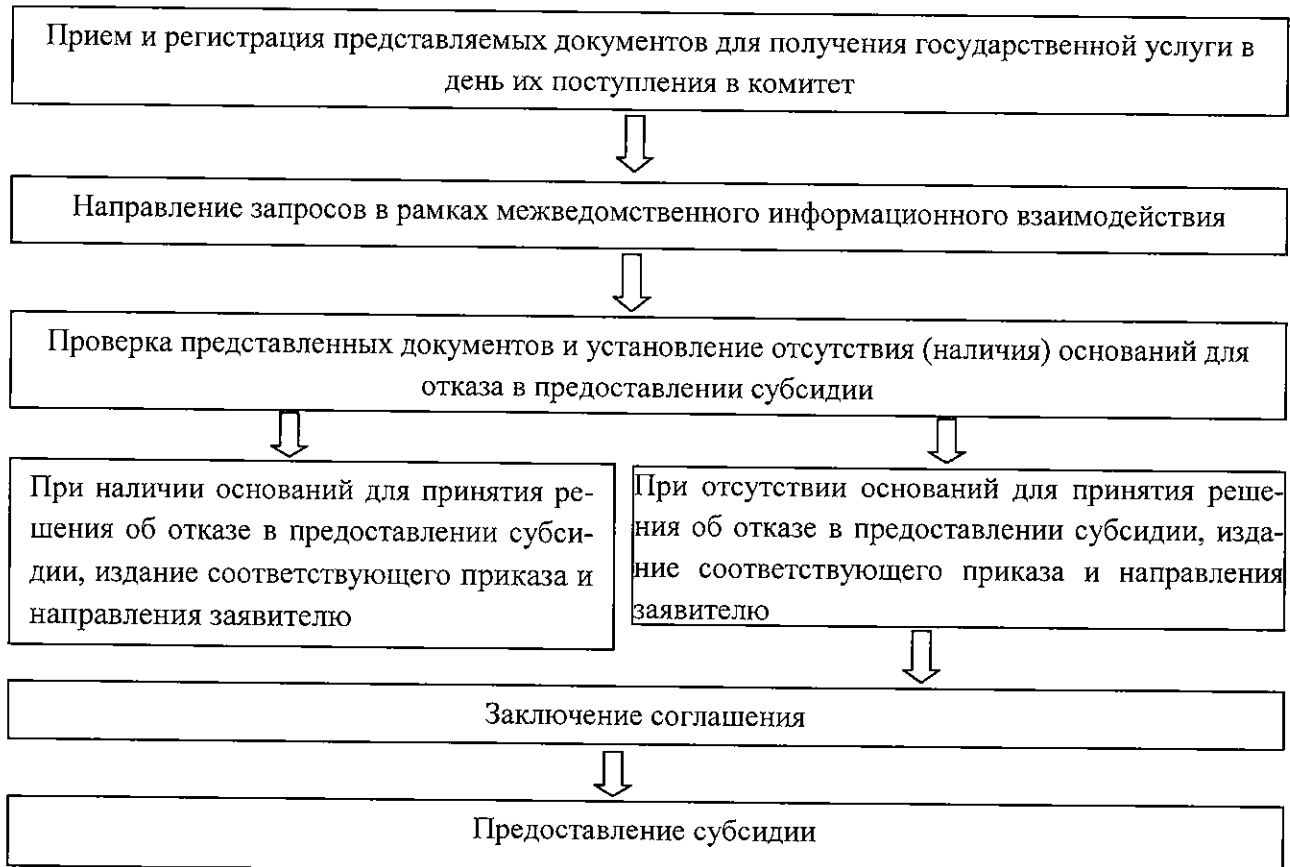 Прием и регистрация представляемых документов для получения государственной услуги в
день их поступления в комитет
Направление запросов в рамках межведомственного информационного взаимодействия
Проверка представленных документов и установление отсутствия (наличия) оснований для
отказа в предоставлении субсидии
При наличии оснований для принятия ре-
шения об отказе в предоставлении субси-
дии, издание соответствующего приказа и
направления заявителю
При отсутствии оснований для принятия реше-
ния об отказе в предоставлении субсидии, изда-
ние соответствующего приказа и направления
заявителю
Заключение соглашения
Предоставление субсидии